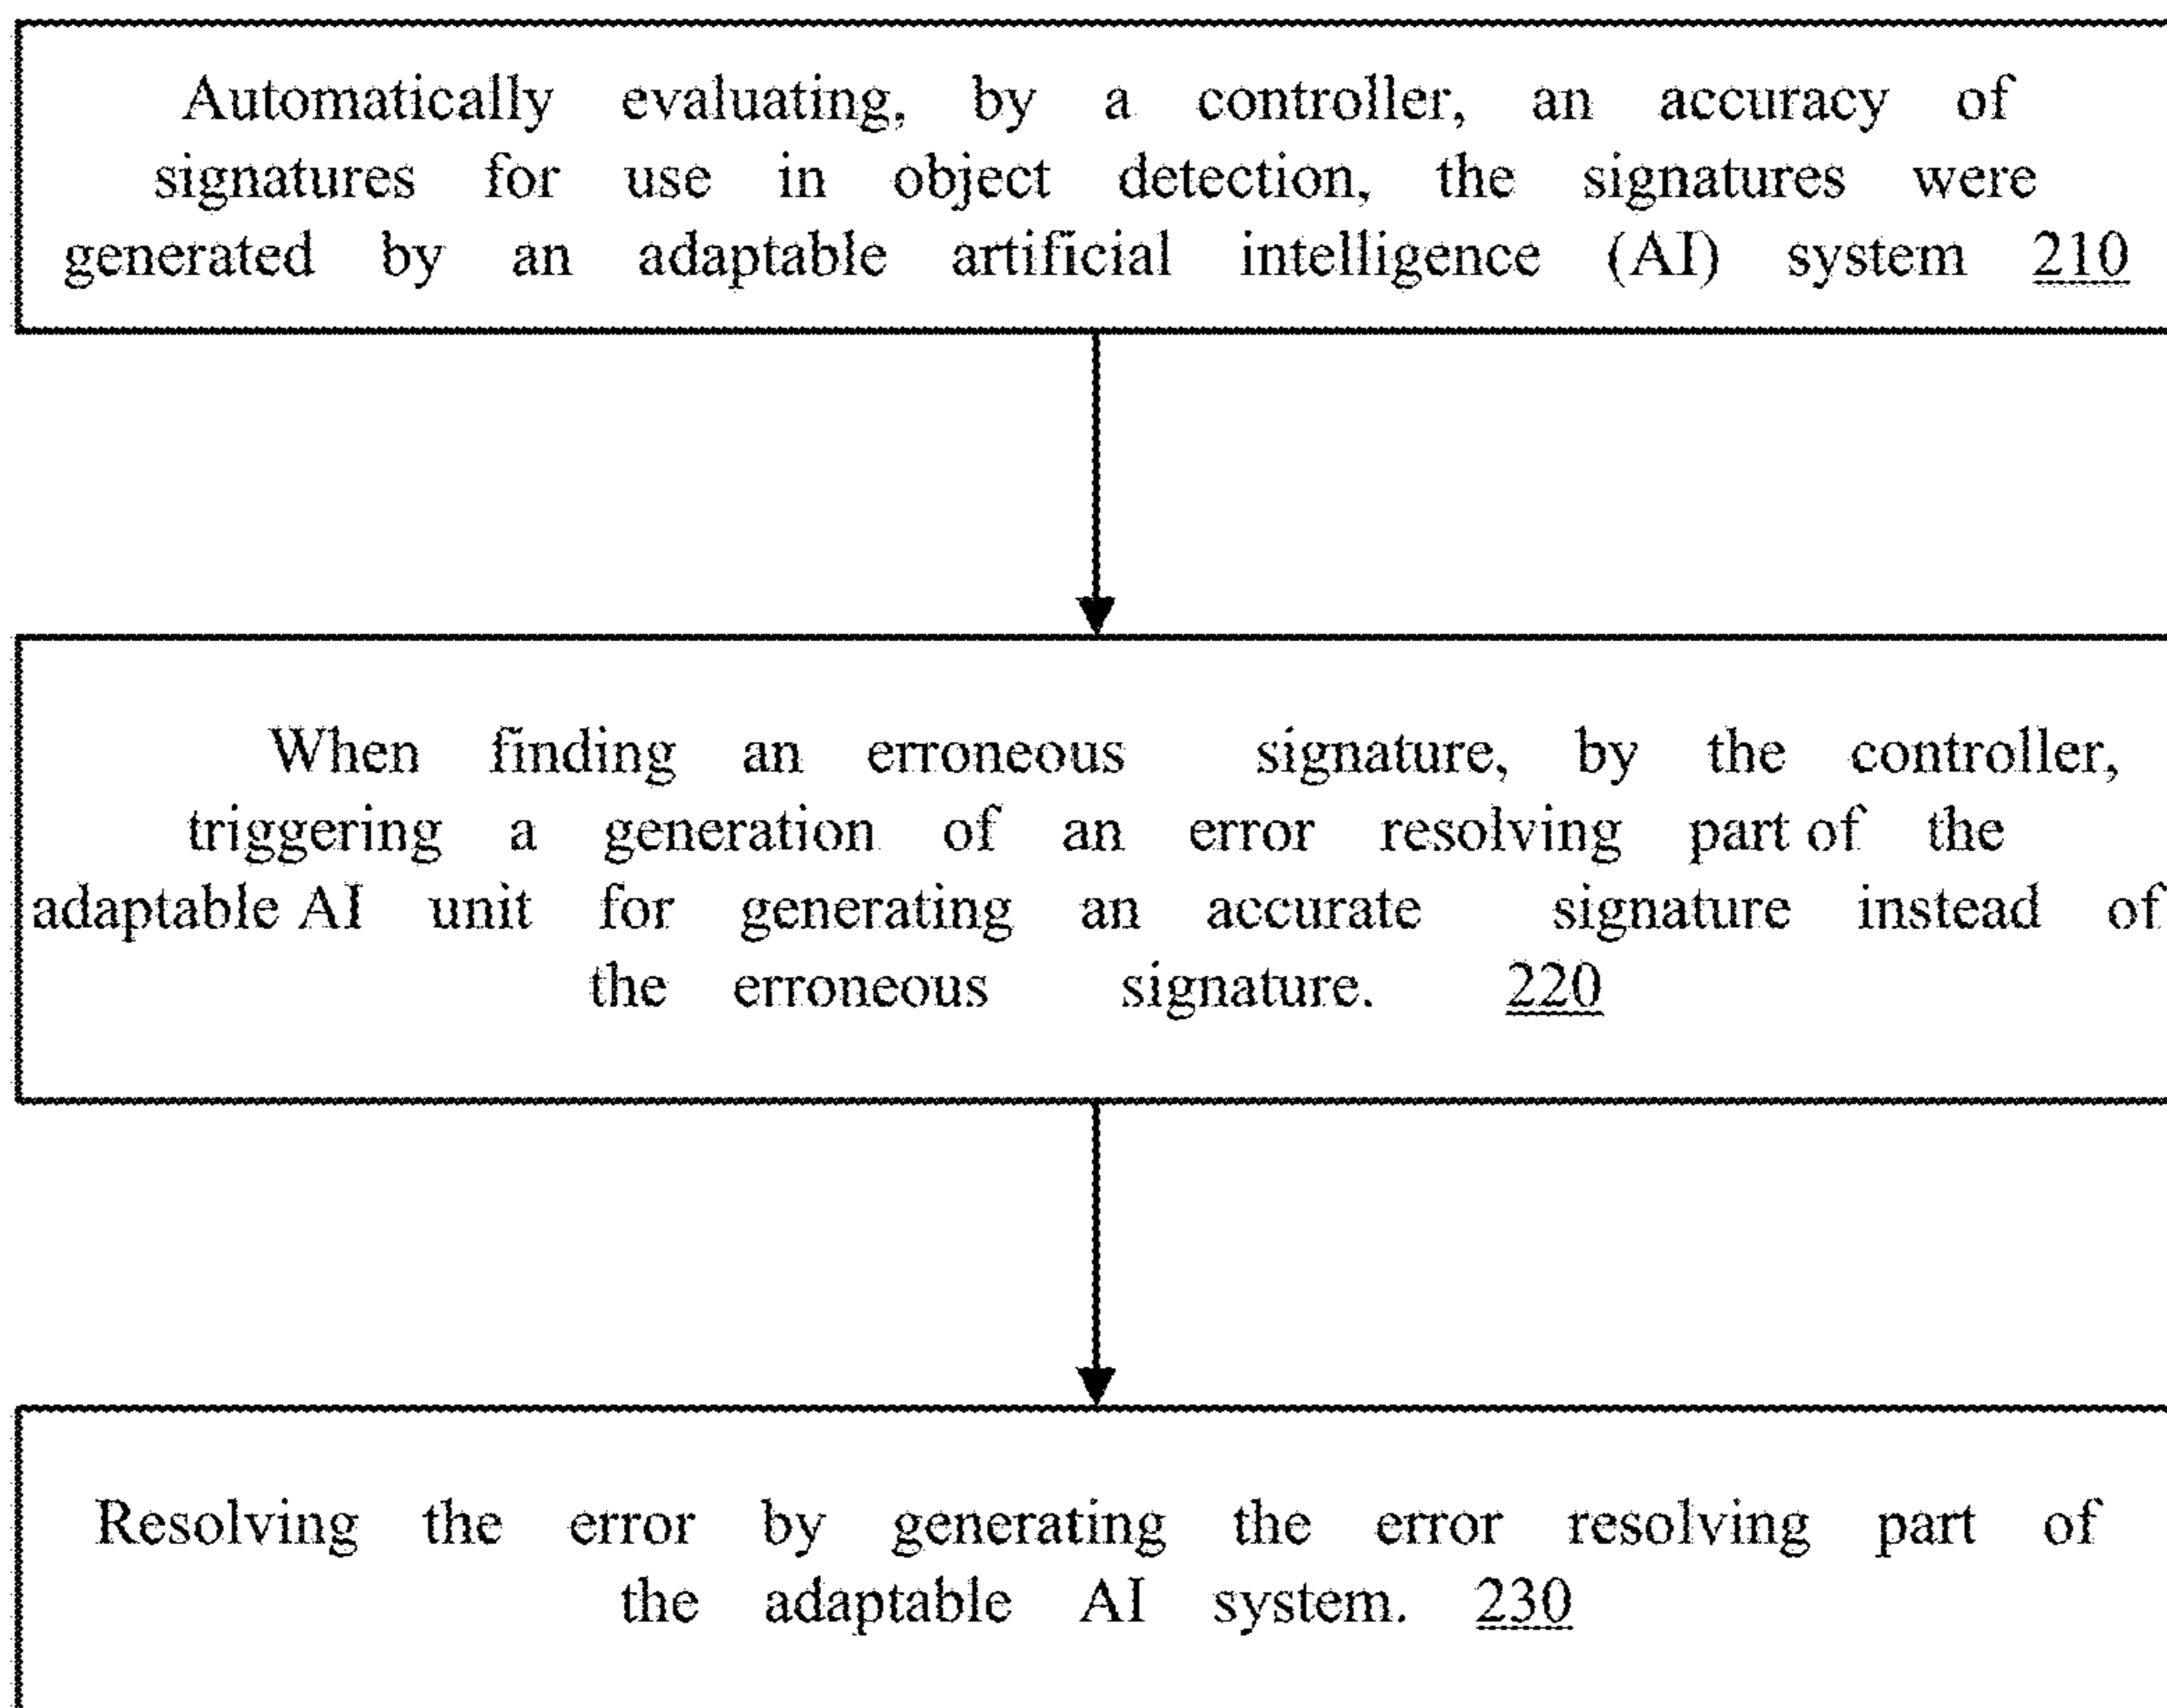 Automatically evaluating, by a controller, an accuracy of
signatures for use in object detection, the signatures were
generated by an adaptable artificial intelligence (AI) system 210
When finding an erroneous signature, by the controller,
triggering a generation of an error resolving part of the
adaptable AI unit for generating an accurate signature instead of
the erroneous signature. 220
Resolving the error by generating the error resolving part of
the adaptable AI system. 230